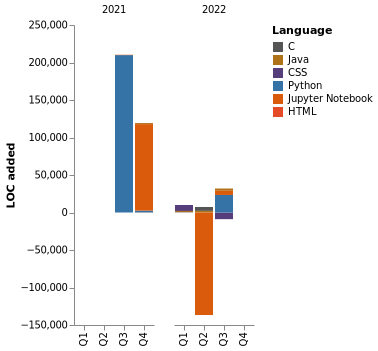 2021 2022
Language
C
Java
CSS
Python
Jupyter Notebook
HTML
LOC added
250,000
200,000
150,000
100,000
50,000
0
−50,000
−100,000
−150,000
Q1 Q2 Q3 Q4 Q1 Q2 Q3 Q4